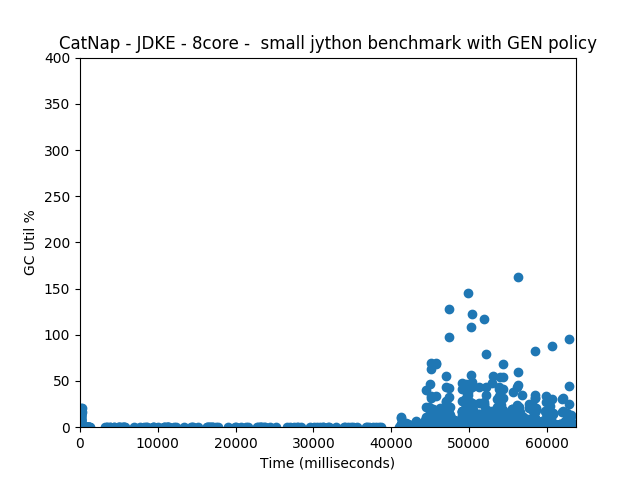 CatNap - JDKE - 8core -  small jython benchmark with GEN policy
400
350
300
250
200
150
100
50
0
GC Util %
0 10000 20000 30000 40000 50000 60000
Time (milliseconds)